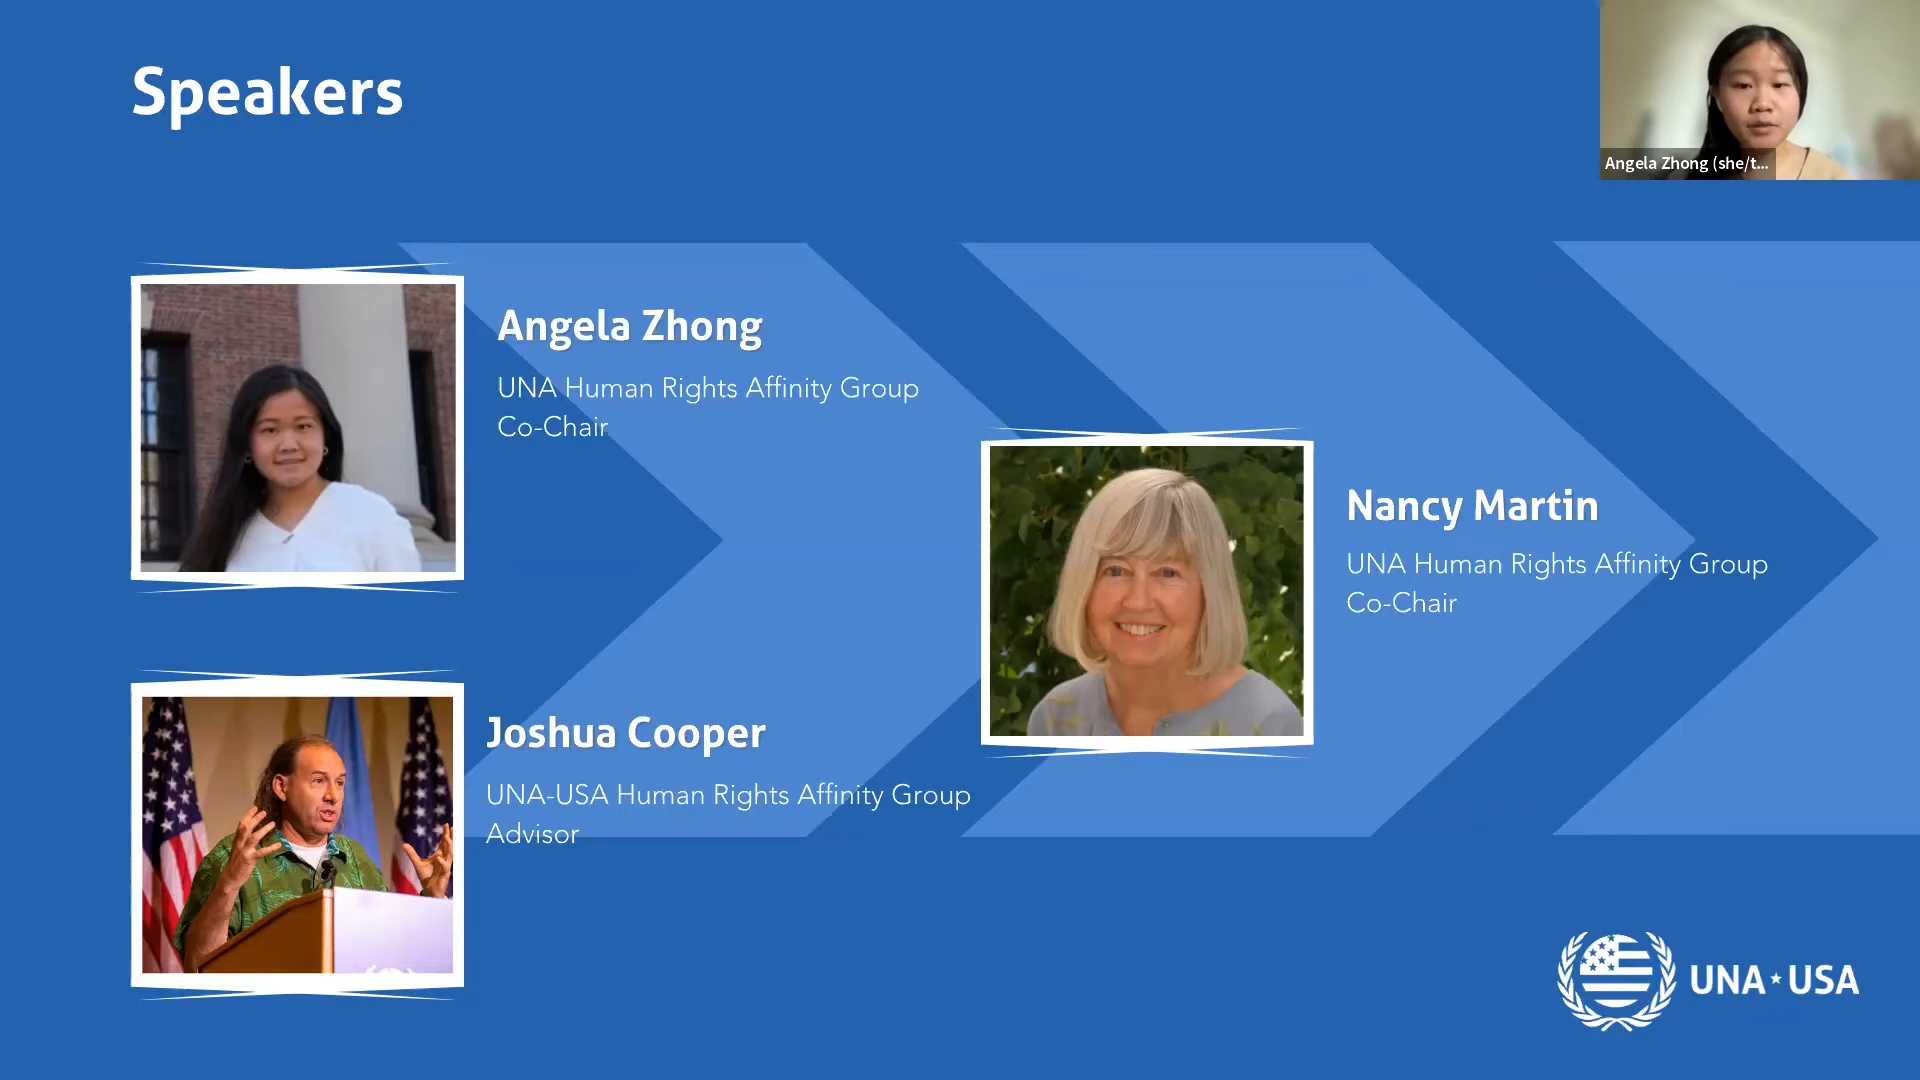 Speakers
Angela Zhong (she/t...
Angela Zhong
UNA Human Rights Affinity Group
Co-Chair
Nancy Martin
UNA Human Rights Affinity Group
Co-Chair
Joshua Cooper
UNA-USA Human Rights Affinity Group
Advisor
UNA★USA